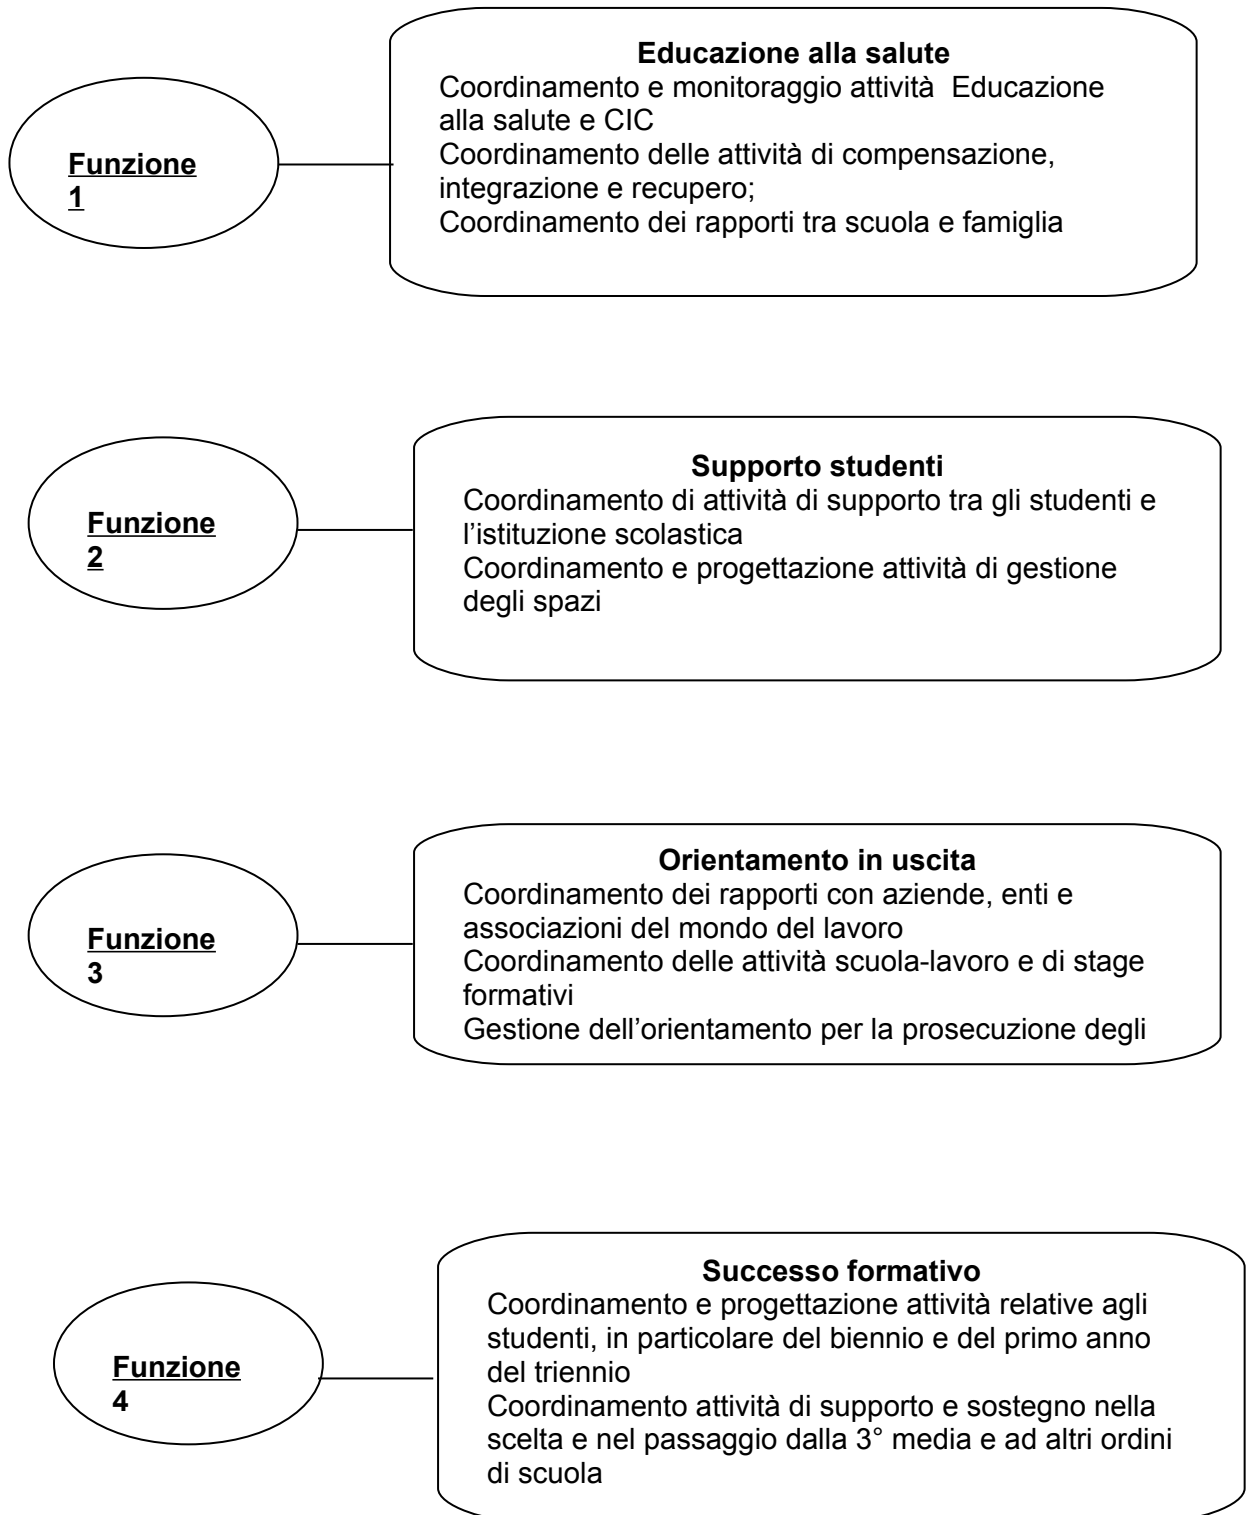 Educazione alla salute
Coordinamento e monitoraggio attività  Educazione
alla salute e CIC
Coordinamento delle attività di compensazione,
integrazione e recupero;
Coordinamento dei rapporti tra scuola e famiglia
Funzione
1
Supporto studenti
Coordinamento di attività di supporto tra gli studenti e
l’istituzione scolastica
Coordinamento e progettazione attività di gestione
degli spazi
Funzione
2
Orientamento in uscita
Coordinamento dei rapporti con aziende, enti e
associazioni del mondo del lavoro
Coordinamento delle attività scuola-lavoro e di stage
formativi
Gestione dell’orientamento per la prosecuzione degli
Funzione
3
Successo formativo
Coordinamento e progettazione attività relative agli
studenti, in particolare del biennio e del primo anno
del triennio
Coordinamento attività di supporto e sostegno nella
scelta e nel passaggio dalla 3° media e ad altri ordini
di scuola
Funzione
4